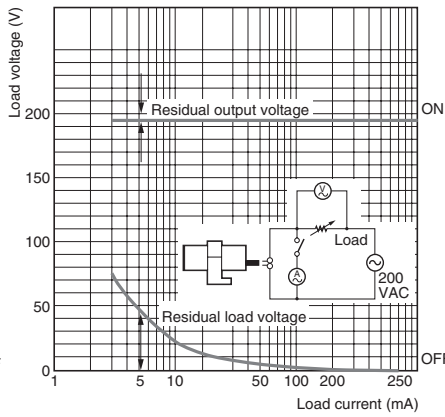 Load voltage (V)
Residual output voltage
ON
200
150
V
Load
A
200
VAC
100
50
Residual load voltage
0
OFF
1
5
10
50
100
200
250
Load current (mA)